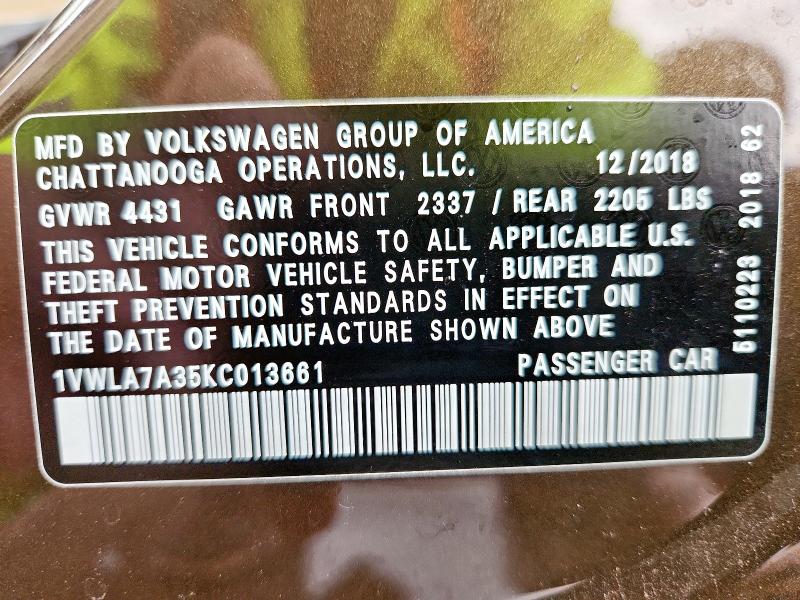 MFD BY VOLKSWAGEN GROUP OF AMERICA
CHATTANOOGA OPERATIONS, LLC. 12/2018
GVWR 4431 GAWR FRONT 2337 / REAR 2205 LBS
THIS VEHICLE CONFORMS TO ALL APPLICABLE U.S.
FEDERAL MOTOR VEHICLE SAFETY, BUMPER AND
THEFT PREVENTION STANDARDS IN EFFECT ON
THE DATE OF MANUFACTURE SHOWN ABOVE
1VWLA7A35KC013661 PASSENGER CAR
5110223 2018 62